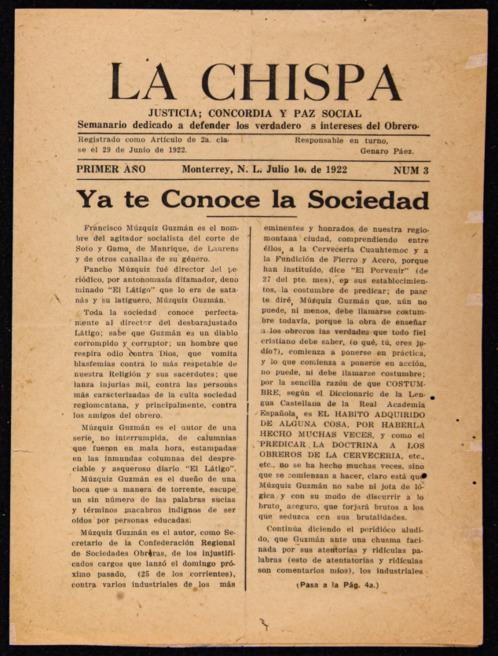 LA CHISPA
JUSTICIA; CONCORDIA Y PAZ SOCIAL
Semanario dedicado a defender los verdadero s intereses del Obrero.
Registrado como Artículo de 2a. cla-
se él 29 de Junio de 1922.
Responsable en turno,
Genaro Páez.
PRIMER AÑO
Monterrey, N. L. Julio 1o. de 1922
NUM 3
Ya te Conoce la Sociedad
Francisco Múzquiz Guzmán es el nom-
bre del agitador socialista del corte de
Soto y Gama, de Manrique, de Laurens
y de otros canallas de su género.
Pancho Múzquiz fué director del pe-
riódico, por antonomasia difamador, deno
minado "El Látigo" que lo era de sata-
nás y su latiguero, Múzquiz Guzmán.
Toda la sociedad conoce perfecta-
mente al director del desbarajustado
Látigo; sabe que Guzmán es un diablo
corrompido y corruptor; un hombre que
respira odio contra Dios, que vomita
blasfemias contra lo más respetable de
nuestra Religión y sus sacerdotes; que
lanza injurias mil, contra las personas
más caracterizadas de la culta sociedad
regiomontana, y principalmente, contra
los amigos del obrero.
Múzquiz Guzmán es el autor de una
serie no interrumpida, de calumnias
que fueron en mala hora, estampadas
en las inmundas columnas del despre-
ciable y asqueroso diario "El Látigo".
Múzquiz Guzmán es el dueño de una
boca que a manera de torrente, escupe
un sin número de las palabras sucias
y términos macabros indignos de ser
oídos por personas educadas.
Múzquiz Guzmán es el autor, como Se-
cretario de la Confederación Regional
de Sociedades Obreras, de los injustifi-
cados cargos que lanzó el domingo pró-
ximo pasado, (25 de los corrientes),
contra varios industriales de los más
eminentes y honrados de nuestra regio-
montana ciudad, comprendiendo entre
éllos, a la Cervecería Cuauhtemoc y a
la Fundición de Fierro y Acero, porque
han instituído, dice "El Porvenir" (de
27 del pte. mes), en sus establecimien-
tos, la costumbre de predicar; de panc
te diré, Múzquiz Guzmán que, aún no
puede, ni menos, debe llamarse costum-
bre todavía, porque la obra de enseñar
a los obreros las verdades que todo fiel
cristiano debe saber, (o qué, tú, eres ju-
dío?), comienza a ponerse en práctica,
y lo que comienza a ponerse en acción,
no puede, ni debe llamarse costumbre;
por la sencilla razón de que COSTUM-
BRE, según el Diccionario de la Len-
gua Castellana de la Real Academia
Española, es EL HABITO ADQUIRIDO
DE ALGUNA COSA, POR HABERLA
HECHO MUCHAS VECES, y como el
PREDICAR LA DOCTRINA A LOS
OBREROS DE LA CERVECERIA, etc.,
etc., no se ha hecho muchas veces, sino
que se comienzan a hacer, claro está que
Múzquiz Guzmán no sabe ni jota de ló-
gica y con su modo de discurrir a lo
bruto, aseguro, que forjará brutos a los
que seduzca con sus brutalidades.
Continúa diciendo el periódico aludi-
do, que Guzmán ante una chusma faci-
nada por sus atentorias y ridículas pa-
labras (esto de atentatorias y ridículas
son comentarios míos), los industriales
(Pasa a la Pág. 4a.)